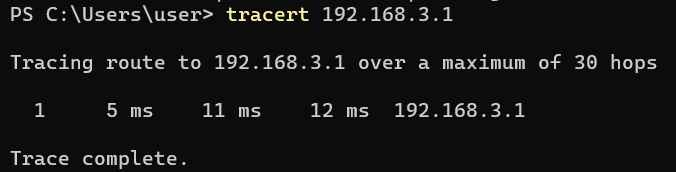 PS C:\Users\user> tracert 192.168.3.1
Tracing route to 192.168.3.1 over a maximum of 30 hops
1 5 ms 11 ms 12 ms 192.168.3.1
Trace complete.